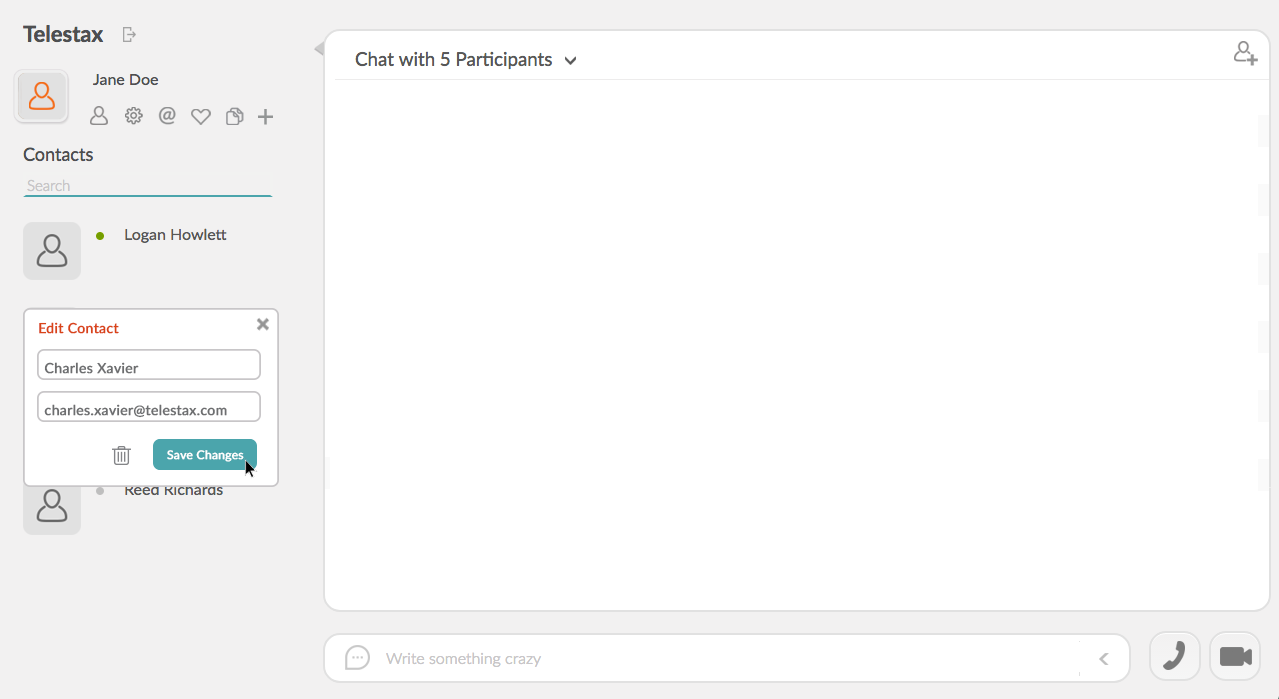 Telestax
Jane Doe
@
Contacts
Search
Logan Howlett
Edit Contact
Charles Xavier
charles.xavier@telestax.com
Save Changes
Reed Richards
Chat with 5 Participants
Write something crazy